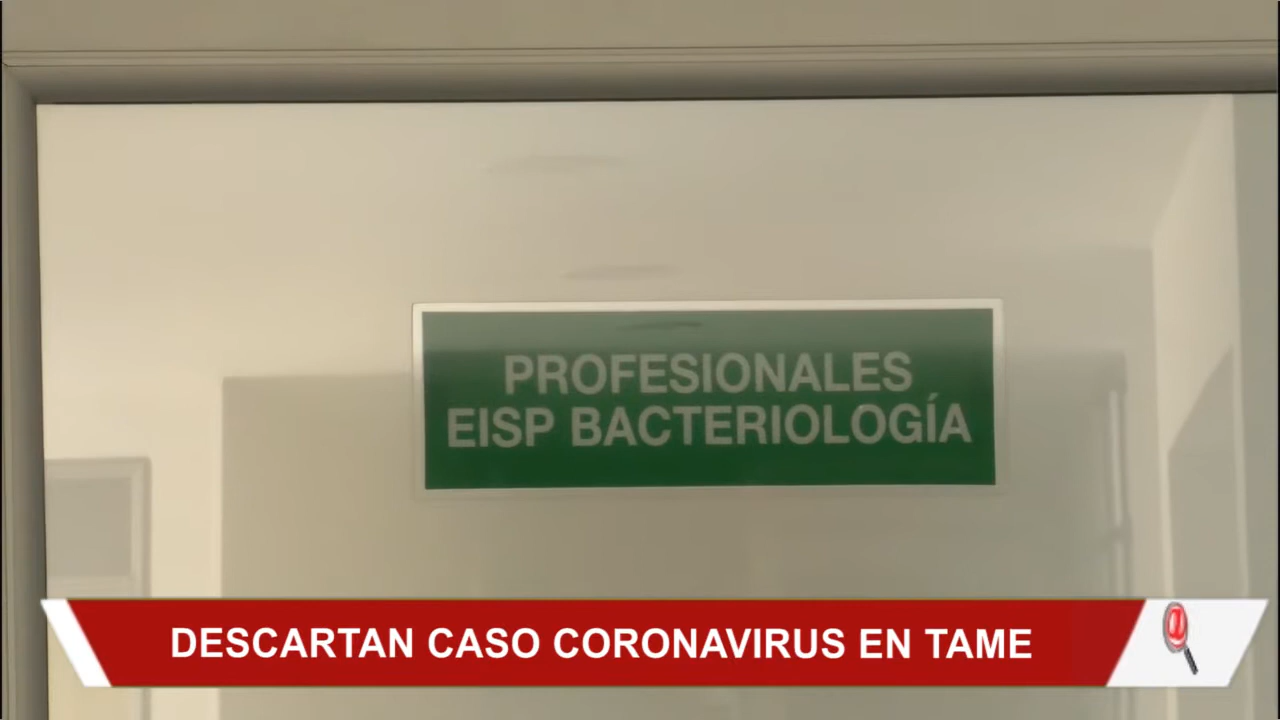 PROFESIONALES
EISP BACTERIOLOGÍA
DESCARTAN CASO CORONAVIRUS EN TAME